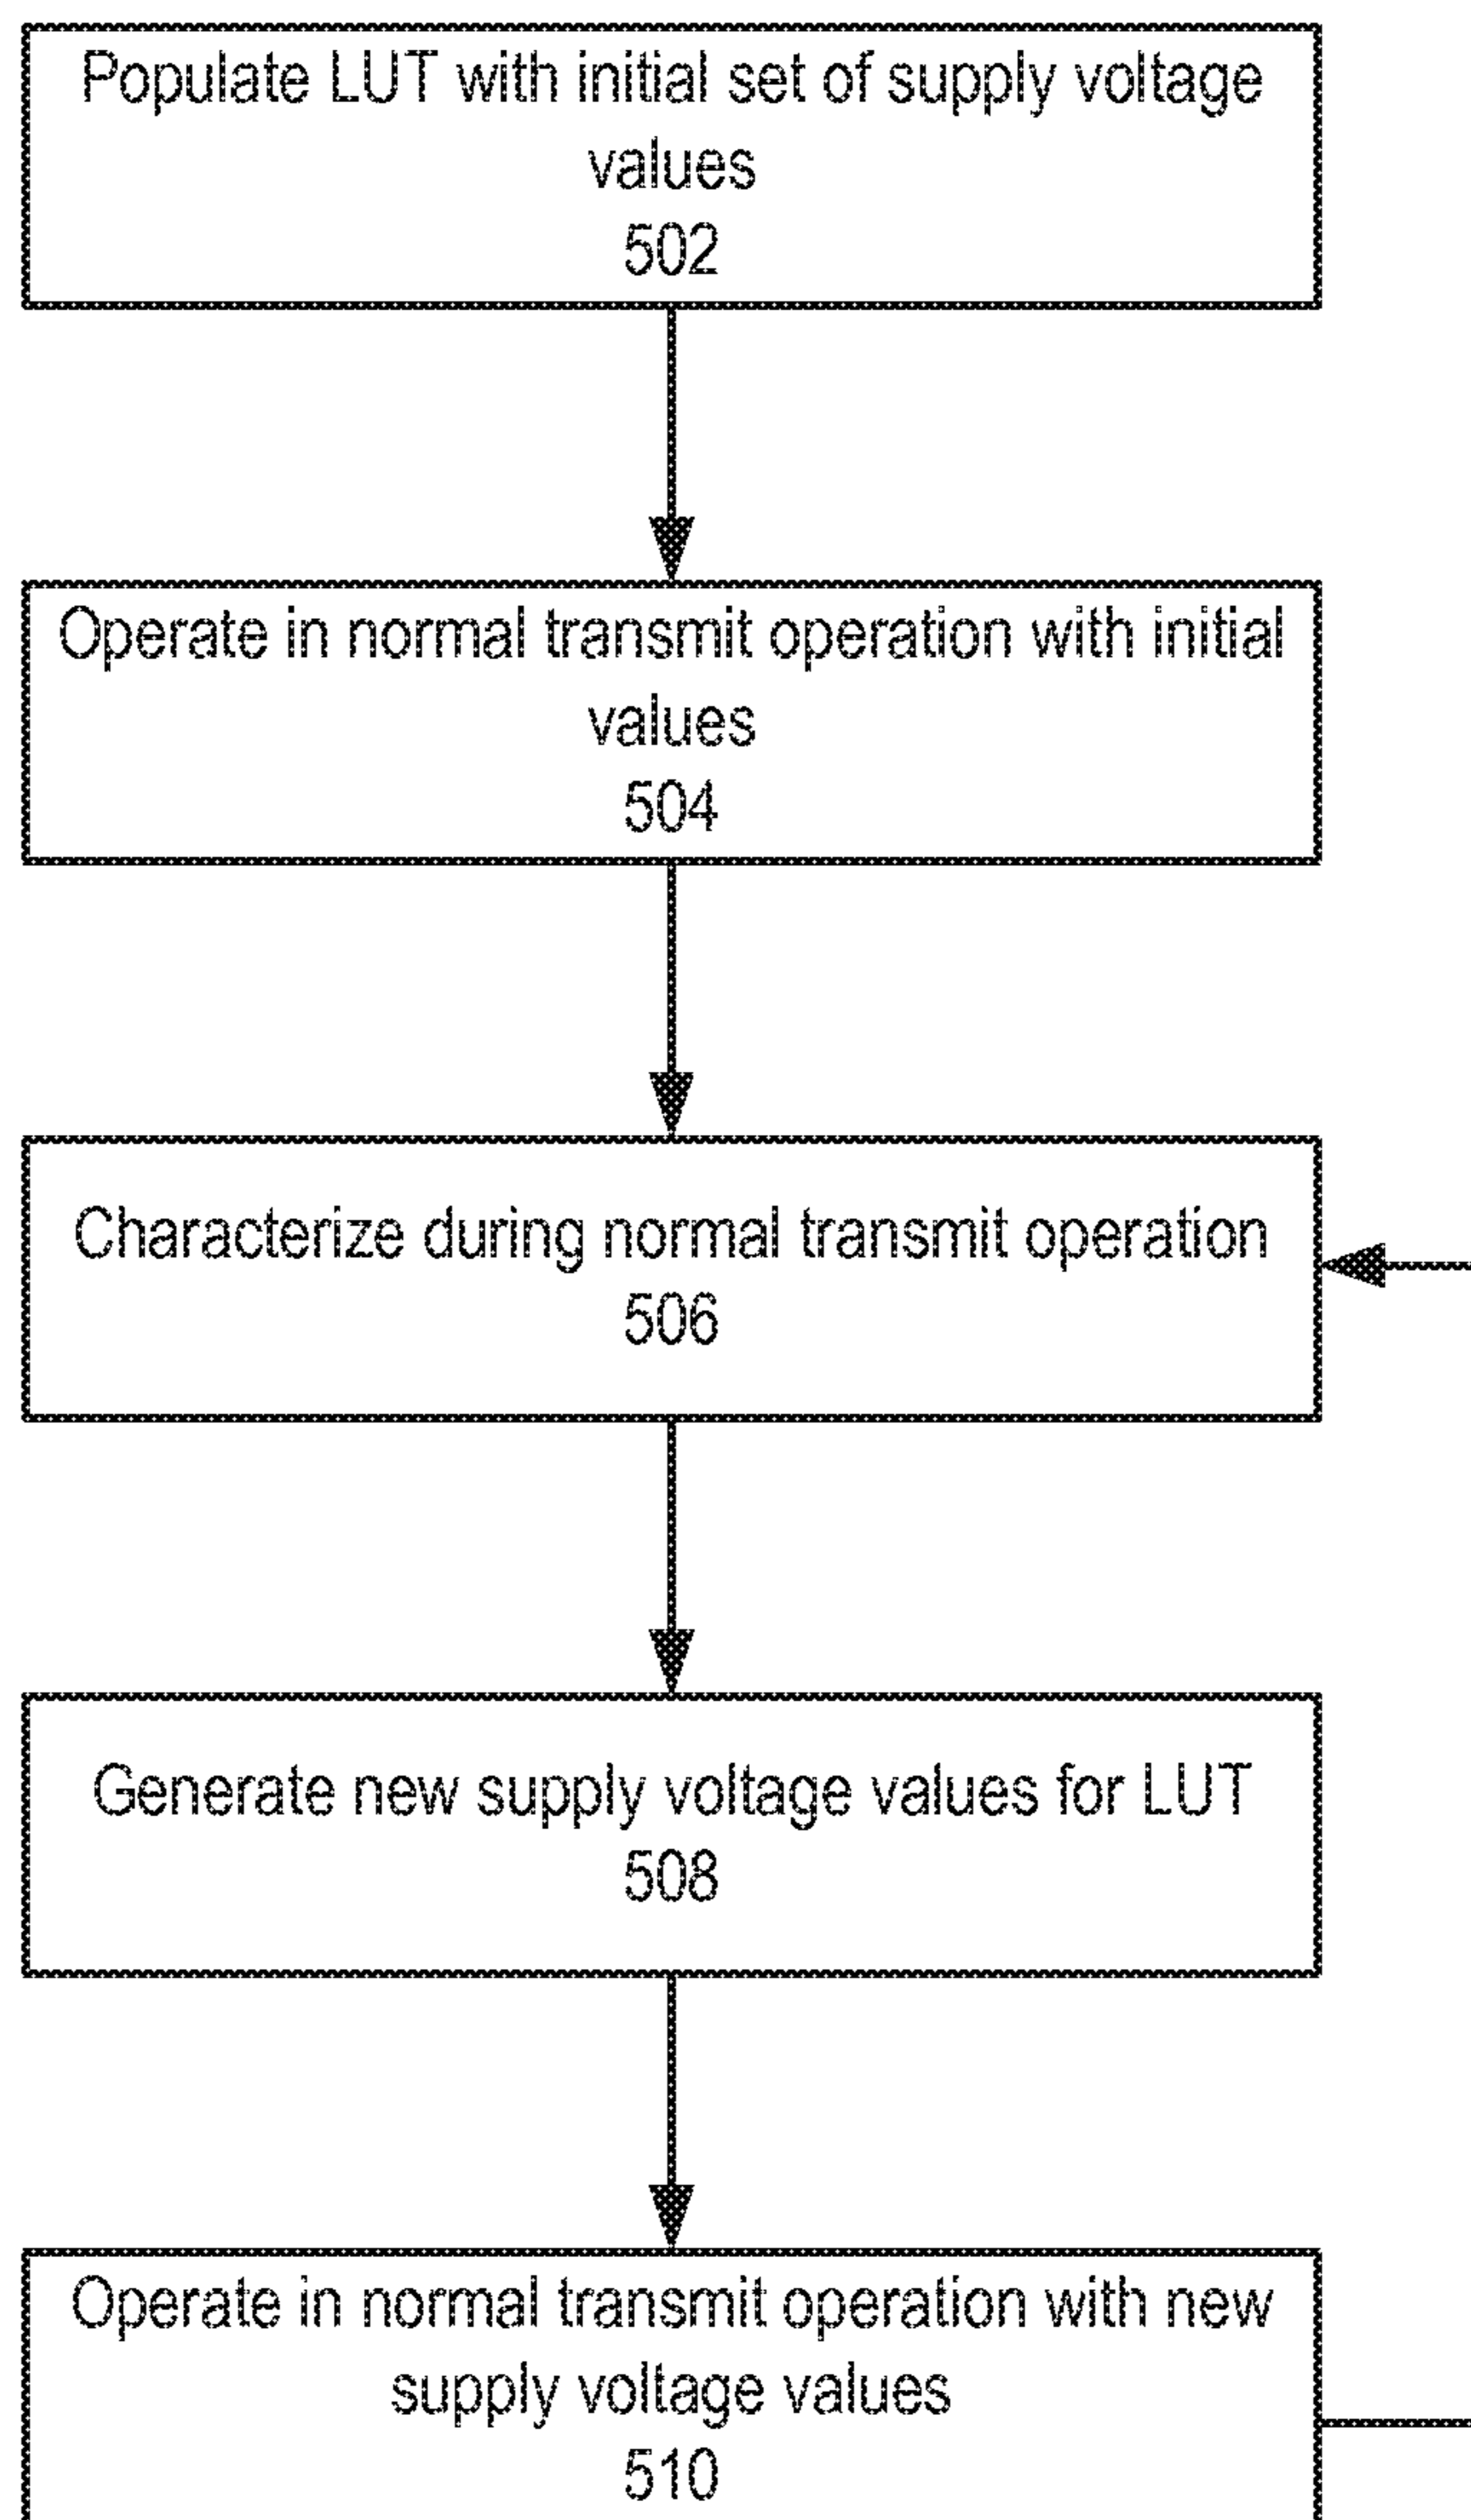 Populate LUT with initial set of supply voltage
values
502
Operate in normal transmit operation with initial
values
504
Characterize during normal transmit operation
506
Generate new supply voltage values for LUT
508
Operate in normal transmit operation with new
supply voltage values
510